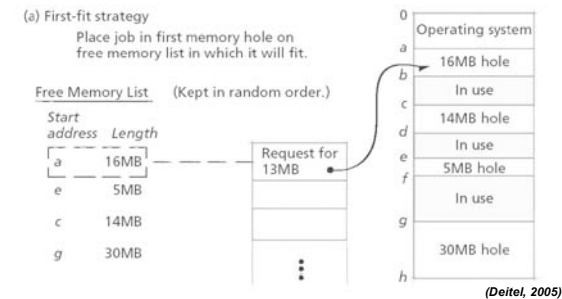 (a) First-fit strategy
Place job in first memory hole on
free memory list in which it will fit.
Free Memory List (Kept in random order.)
Start
address Length
a 16MB
e 5MB
c 14MB
g 30MB
Request for
13MB
0
Operating system
a
16MB hole
b
In use
c
14MB hole
d
In use
e
5MB hole
f
In use
g
30MB hole
h
(Deitel, 2005)